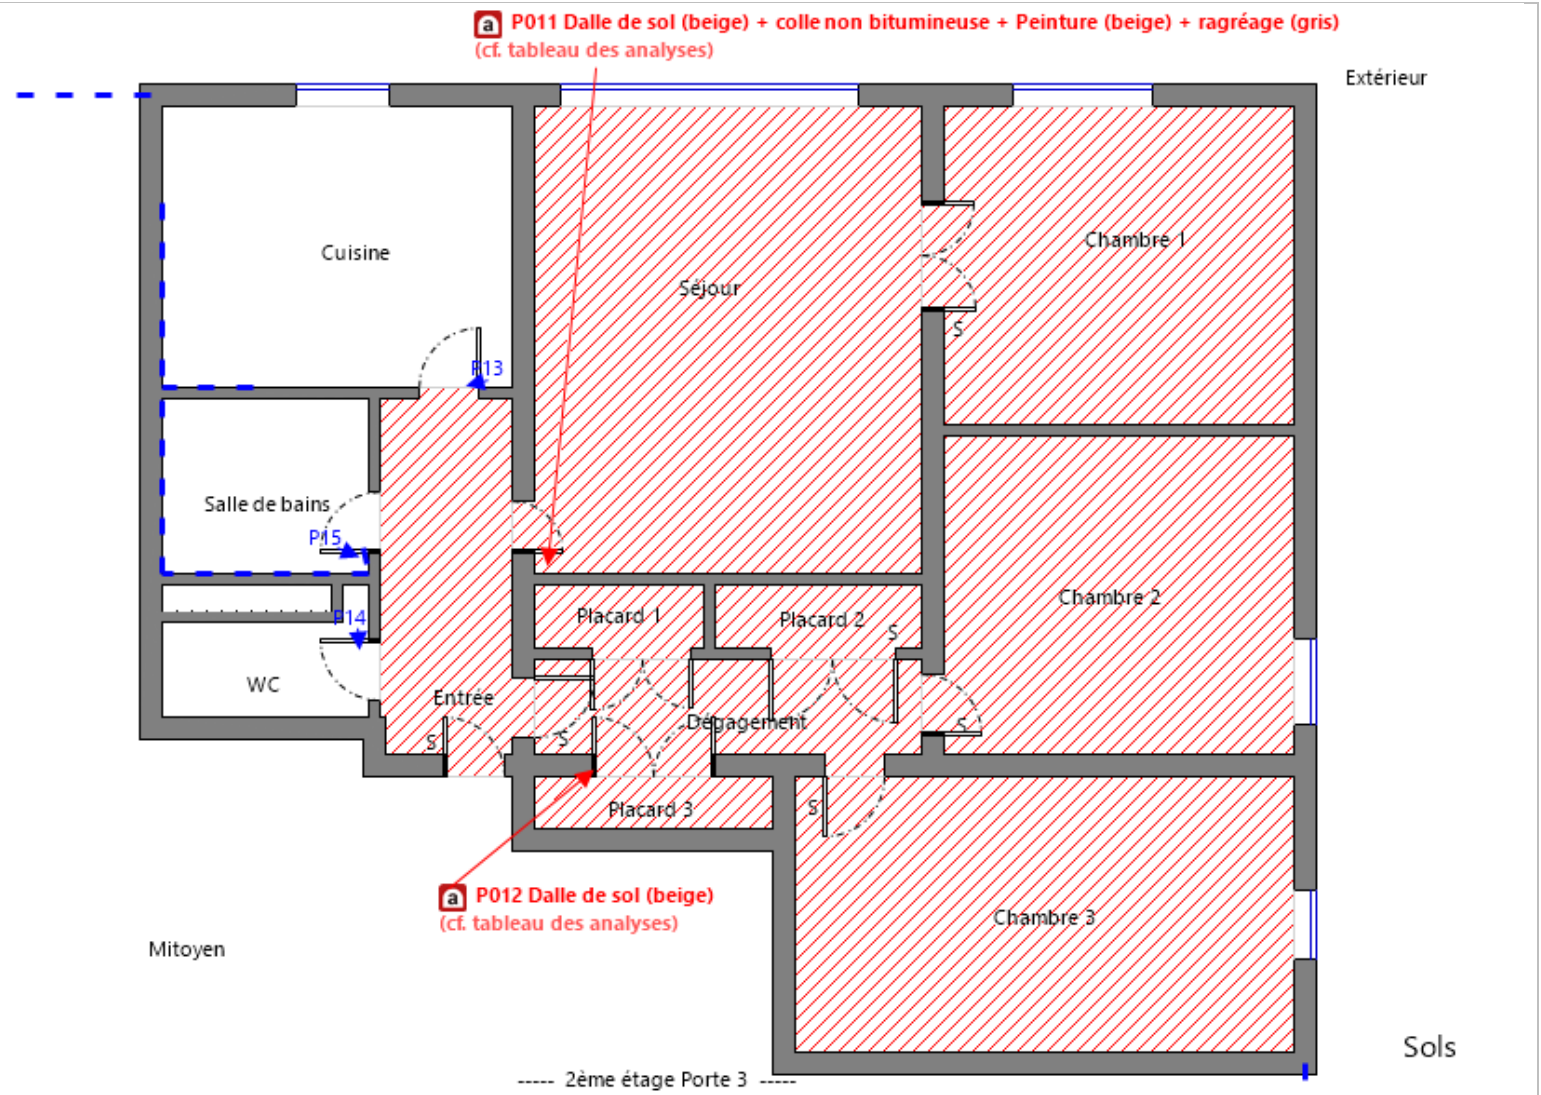 a P011 Dalle de sol (beige) + colle non bitumineuse + Peinture (beige) + ragréage (gris)
(cf. tableau des analyses)
Extérieur
Cuisine
Séjour
Chambre 1
S
P13
Salle de bains
P15
Placard 1
Placard 2
S
Chambre 2
P14
WC
Entrée
Dégagement
S
S
S
Placard 3
S
a P012 Dalle de sol (beige)
(cf. tableau des analyses)
Chambre 3
Mitoyen
Sols
----- 2ème étage Porte 3 -----